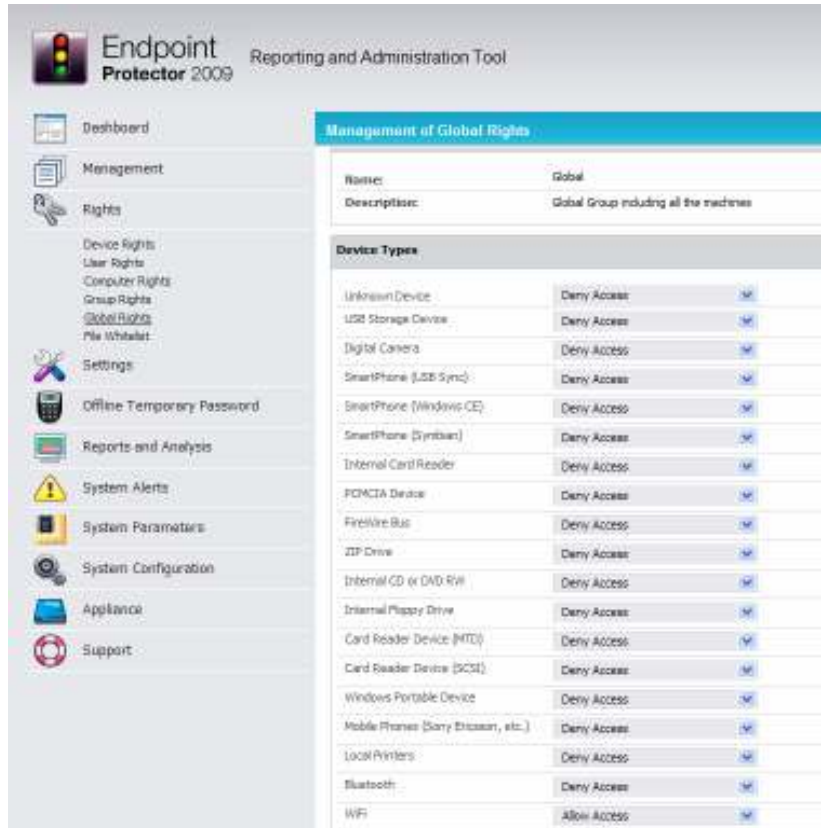 Endpoint
Protector 2009
Reporting and Administration Tool
Dashboard
Management
Rights
Device Rights
User Rights
Computer Rights
Group Rights
Global Rights
File Whitelist
Settings
Offline Temporary Password
Reports and Analysis
System Alerts
System Parameters
System Configuration
Appliance
Support
Management of Global Rights
Name: Global
Description: Global Group including all the machines
Device Types
Unknown Device Deny Access
USB Storage Device Deny Access
Digital Camera Deny Access
SmartPhone (USB Sync) Deny Access
SmartPhone (Windows CE) Deny Access
SmartPhone (Symbian) Deny Access
Internal Card Reader Deny Access
PCMCIA Device Deny Access
FireWire Bus Deny Access
ZIP Drive Deny Access
Internal CD or DVD RW Deny Access
Internal Floppy Drive Deny Access
Card Reader Device (MTD) Deny Access
Card Reader Device (SCSI) Deny Access
Windows Portable Device Deny Access
Mobile Phones (Sony Ericsson, etc.) Deny Access
Local Printers Deny Access
Bluetooth Deny Access
WiFi Allow Access